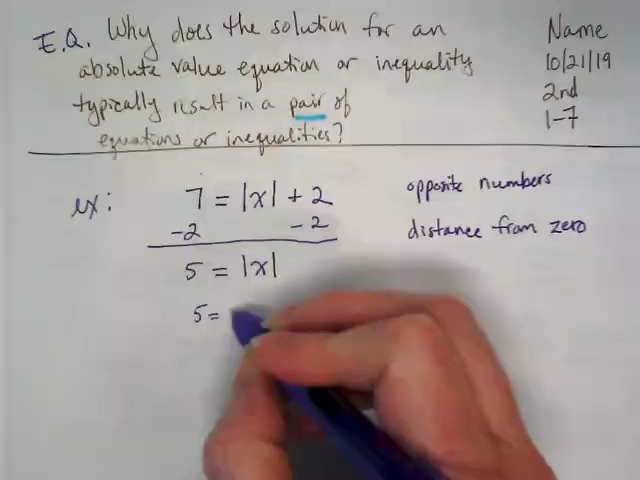 E.Q. Why does the solution for an
absolute value equation or inequality
typically result in a pair of
equations or inequalities?
Name
10/21/19
2nd
1-7
ex: 7 = |x| + 2
-2 - 2
5 = |x|
5 =
opposite numbers
distance from zero